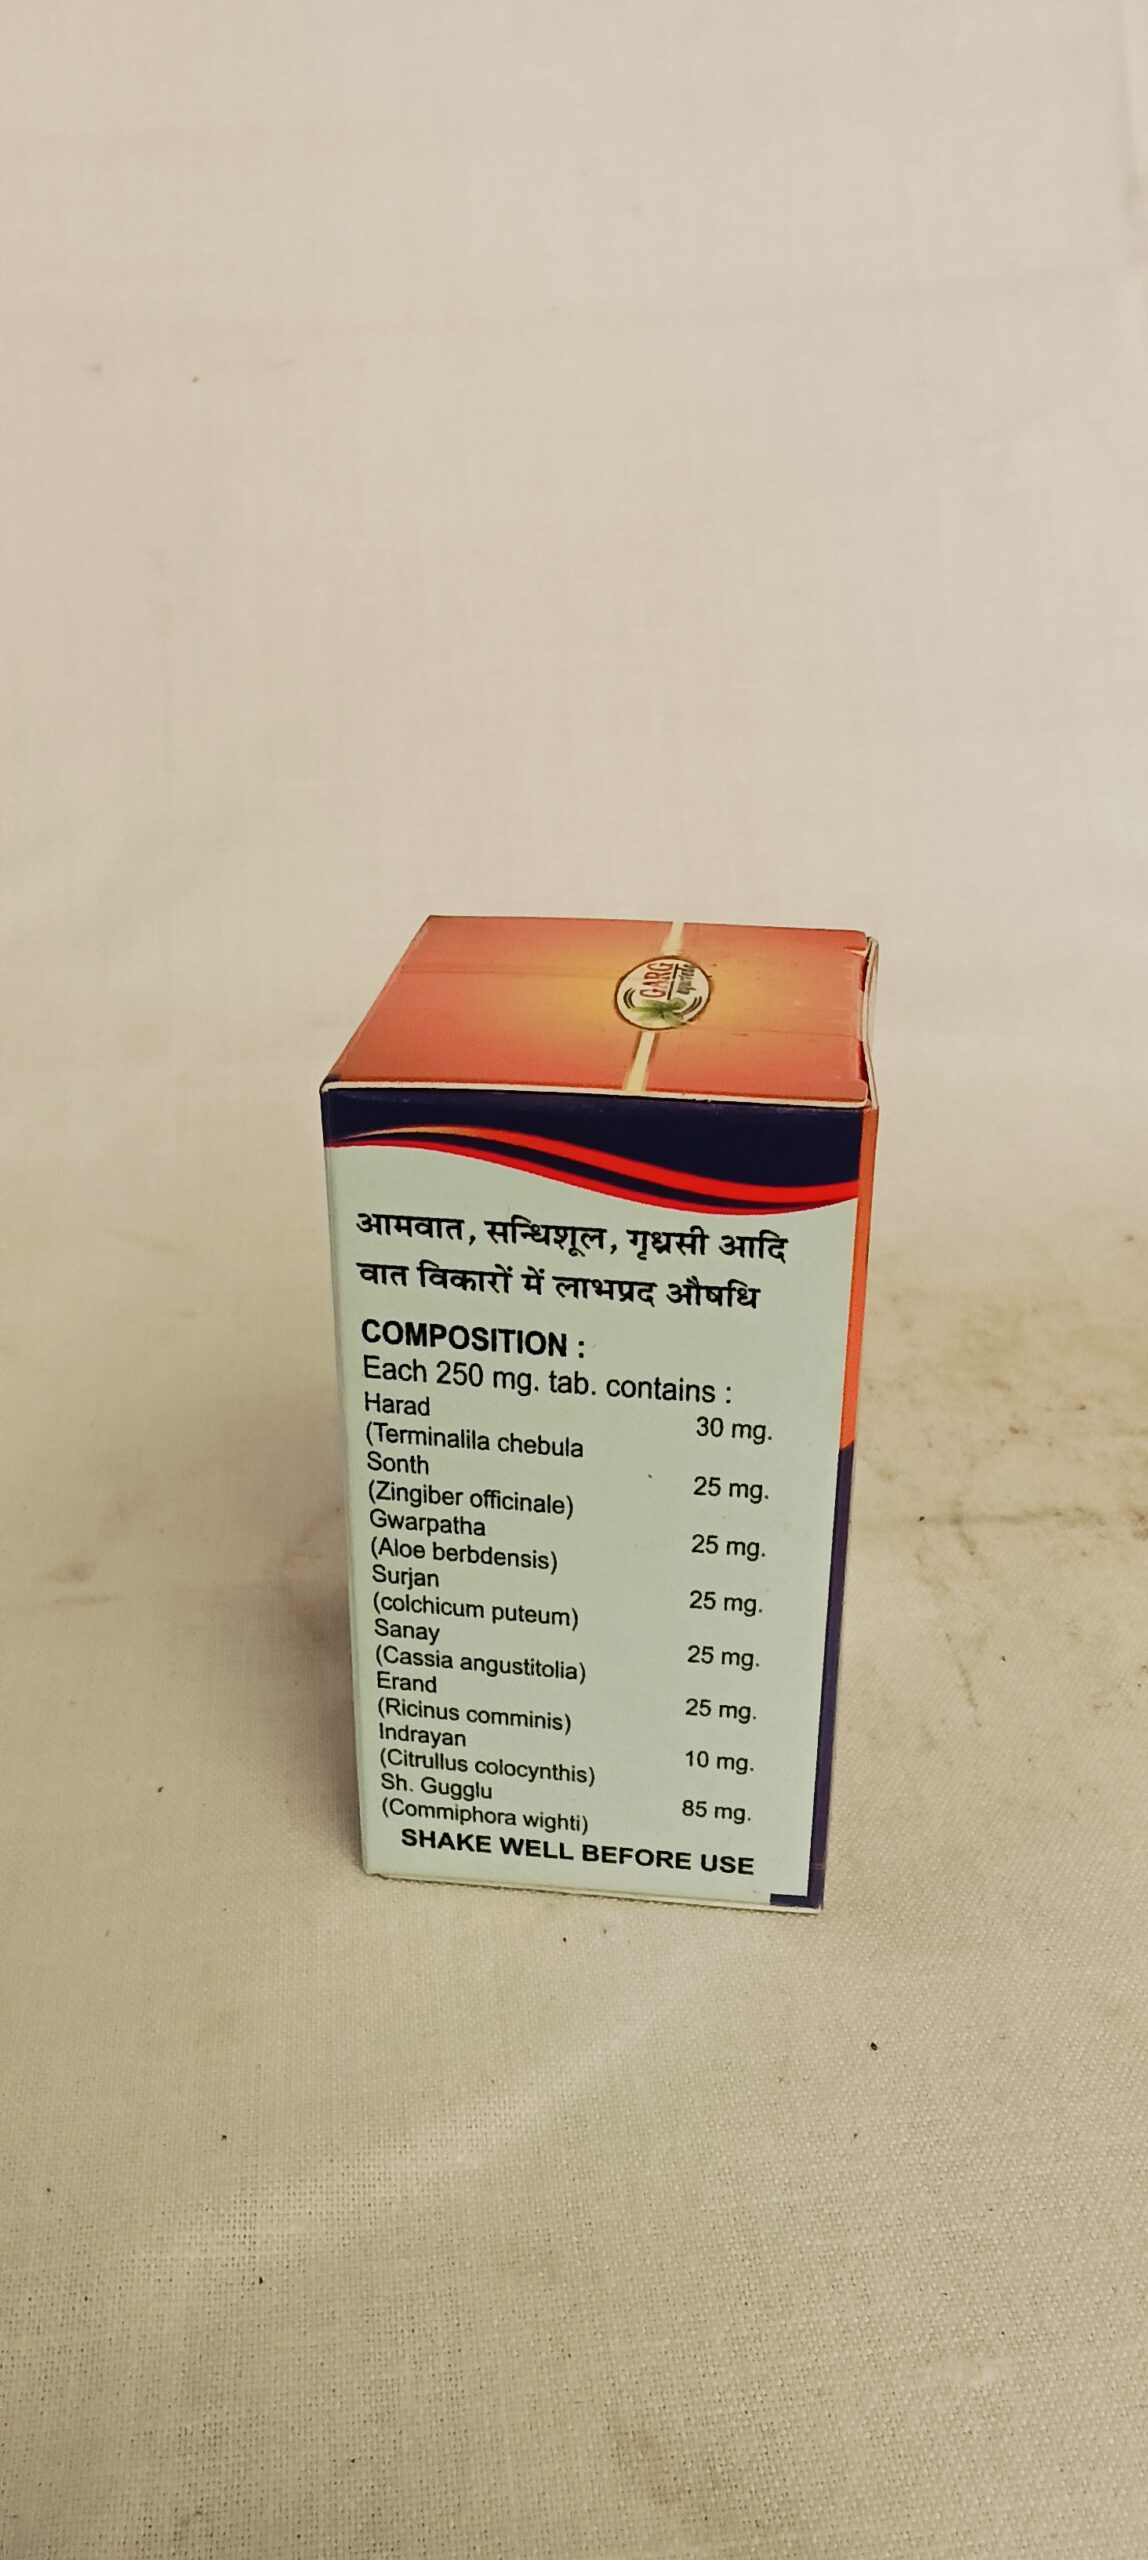 GARG
ayurveda
आमवात, सन्धिशूल, गृध्रसी आदि
वात विकारों में लाभप्रद औषधि
COMPOSITION :
Each 250 mg. tab. contains :
Harad 30 mg.
(Terminalila chebula
Sonth 25 mg.
(Zingiber officinale)
Gwarpatha 25 mg.
(Aloe berbdensis)
Surjan 25 mg.
(colchicum puteum)
Sanay 25 mg.
(Cassia angustitolia)
Erand 25 mg.
(Ricinus comminis)
Indrayan 10 mg.
(Citrullus colocynthis)
Sh. Gugglu 85 mg.
(Commiphora wighti)
SHAKE WELL BEFORE USE